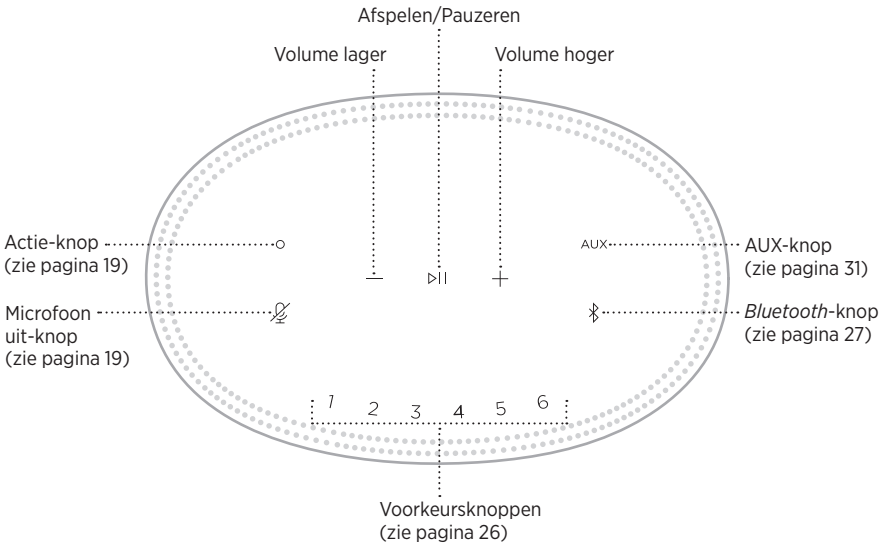 Afspelen/Pauzeren
Volume lager
Volume hoger
Actie-knop
(zie pagina 19)
AUX
AUX-knop
(zie pagina 31)
Microfoon
uit-knop
(zie pagina 19)
Bluetooth-knop
(zie pagina 27)
1 2 3 4 5 6
Voorkeursknoppen
(zie pagina 26)